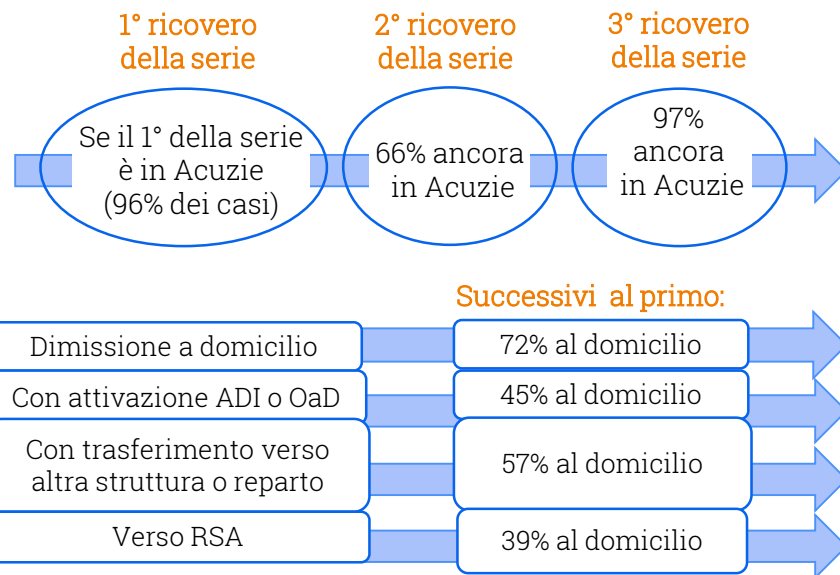 1° ricovero
della serie
2° ricovero
della serie
3° ricovero
della serie
Se il 1° della serie
è in Acuzie
(96% dei casi)
66% ancora
in Acuzie
97%
ancora
in Acuzie
Successivi al primo:
Dimissione a domicilio
72% al domicilio
Con attivazione ADI o OaD
45% al domicilio
Con trasferimento verso
altra struttura o reparto
57% al domicilio
Verso RSA
39% al domicilio